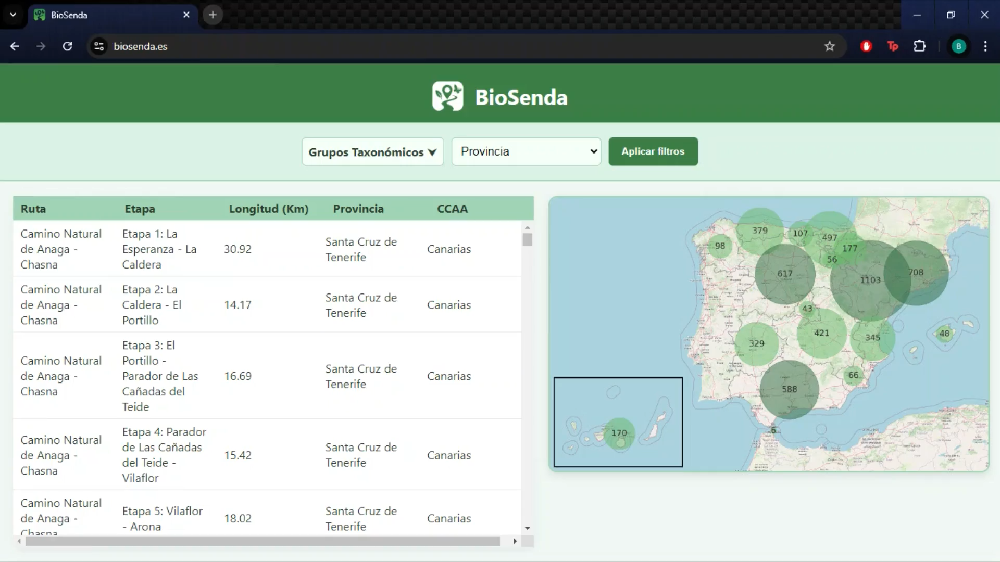 BioSenda
biosenda.es
Tp
B
BioSenda
Grupos Taxonómicos
Provincia
Aplicar filtros
Ruta Etapa Longitud (Km) Provincia CCAA
Camino Natural
de Anaga -
Chasna
Etapa 1: La
Esperanza - La
Caldera
30.92
Santa Cruz de
Tenerife
Canarias
Camino Natural
de Anaga -
Chasna
Etapa 2: La
Caldera - El
Portillo
14.17
Santa Cruz de
Tenerife
Canarias
Camino Natural
de Anaga -
Chasna
Etapa 3: El
Portillo -
Parador de Las
Cañadas del
Teide
16.69
Santa Cruz de
Tenerife
Canarias
Camino Natural
de Anaga -
Chasna
Etapa 4: Parador
de Las Cañadas
del Teide -
Vilaflor
15.42
Santa Cruz de
Tenerife
Canarias
Camino Natural
de Anaga -
Chasna
Etapa 5: Vilaflor
- Arona
18.02
Santa Cruz de
Tenerife
Canarias
379
107
497
98
177
56
617
1103
708
43
421
345
48
329
66
588
170
6..